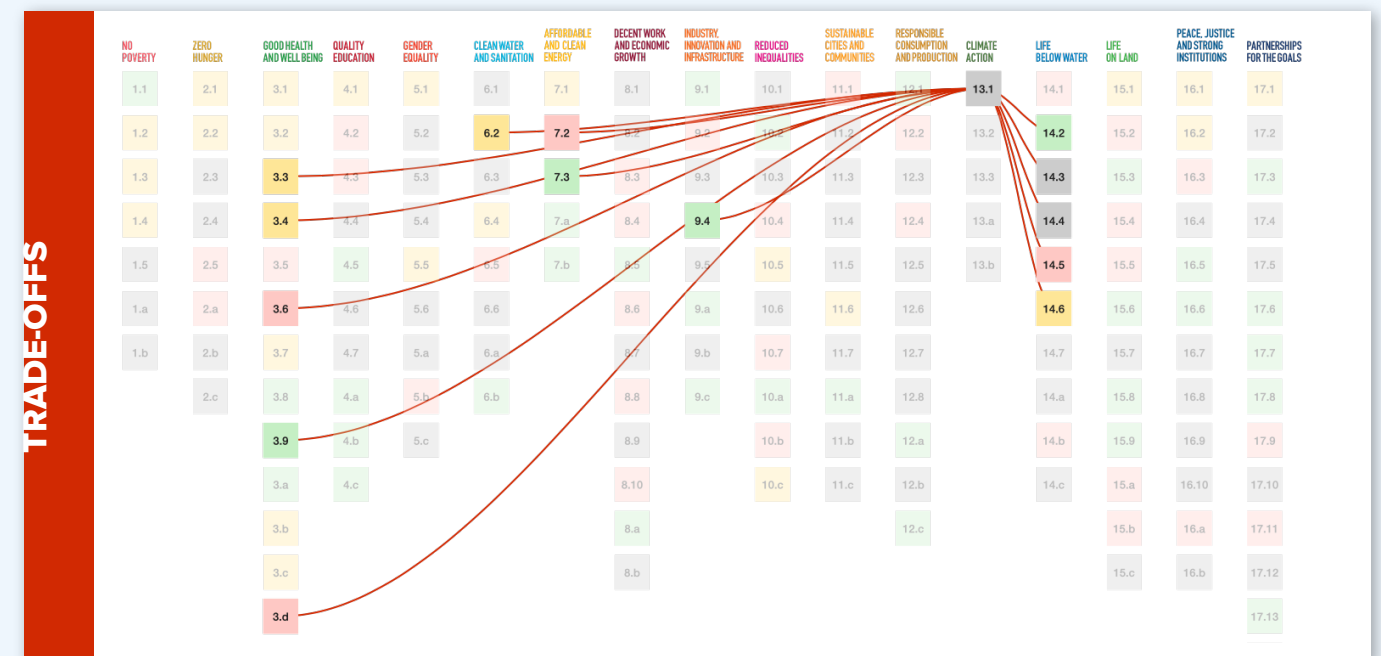 TRADE-OFFS
NO
POVERTY
ZERO
HUNGER
GOOD HEALTH
AND WELL BEING
QUALITY
EDUCATION
GENDER
EQUALITY
CLEAN WATER
AND SANITATION
AFFORDABLE
AND CLEAN
ENERGY
DECENT WORK
AND ECONOMIC
GROWTH
INDUSTRY,
INNOVATION AND
INFRASTRUCTURE
REDUCED
INEQUALITIES
SUSTAINABLE
CITIES AND
COMMUNITIES
RESPONSIBLE
CONSUMPTION
AND PRODUCTION
CLIMATE
ACTION
LIFE
BELOW WATER
LIFE
ON LAND
PEACE, JUSTICE
AND STRONG
INSTITUTIONS
PARTNERSHIPS
FOR THE GOALS
1.1 2.1 3.1 4.1 5.1 6.1 7.1 8.1 9.1 10.1 11.1 12.1 13.1 14.1 15.1 16.1 17.1
1.2 2.2 3.2 4.2 5.2 6.2 7.2 8.2 9.2 10.2 11.2 12.2 13.2 14.2 15.2 16.2 17.2
1.3 2.3 3.3 4.3 5.3 6.3 7.3 8.3 9.3 10.3 11.3 12.3 13.3 14.3 15.3 16.3 17.3
1.4 2.4 3.4 4.4 5.4 6.4 7.a 8.4 9.4 10.4 11.4 12.4 13.a 14.4 15.4 16.4 17.4
1.5 2.5 3.5 4.5 5.5 6.5 7.b 8.5 9.5 10.5 11.5 12.5 13.b 14.5 15.5 16.5 17.5
1.a 2.a 3.6 4.6 5.6 6.6 8.6 9.a 10.6 11.6 12.6 14.6 15.6 16.6 17.6
1.b 2.b 3.7 4.7 5.a 6.a 8.7 9.b 10.7 11.7 12.7 14.7 15.7 16.7 17.7
2.c 3.8 4.a 5.b 6.b 8.8 9.c 10.a 11.a 12.8 14.a 15.8 16.8 17.8
3.9 4.b 5.c 8.9 10.b 11.b 12.a 14.b 15.9 16.9 17.9
3.a 4.c 8.10 10.c 11.c 12.b 14.c 15.a 16.10 17.10
3.b 8.a 12.c 15.b 16.a 17.11
3.c 8.b 15.c 16.b 17.12
3.d 17.13